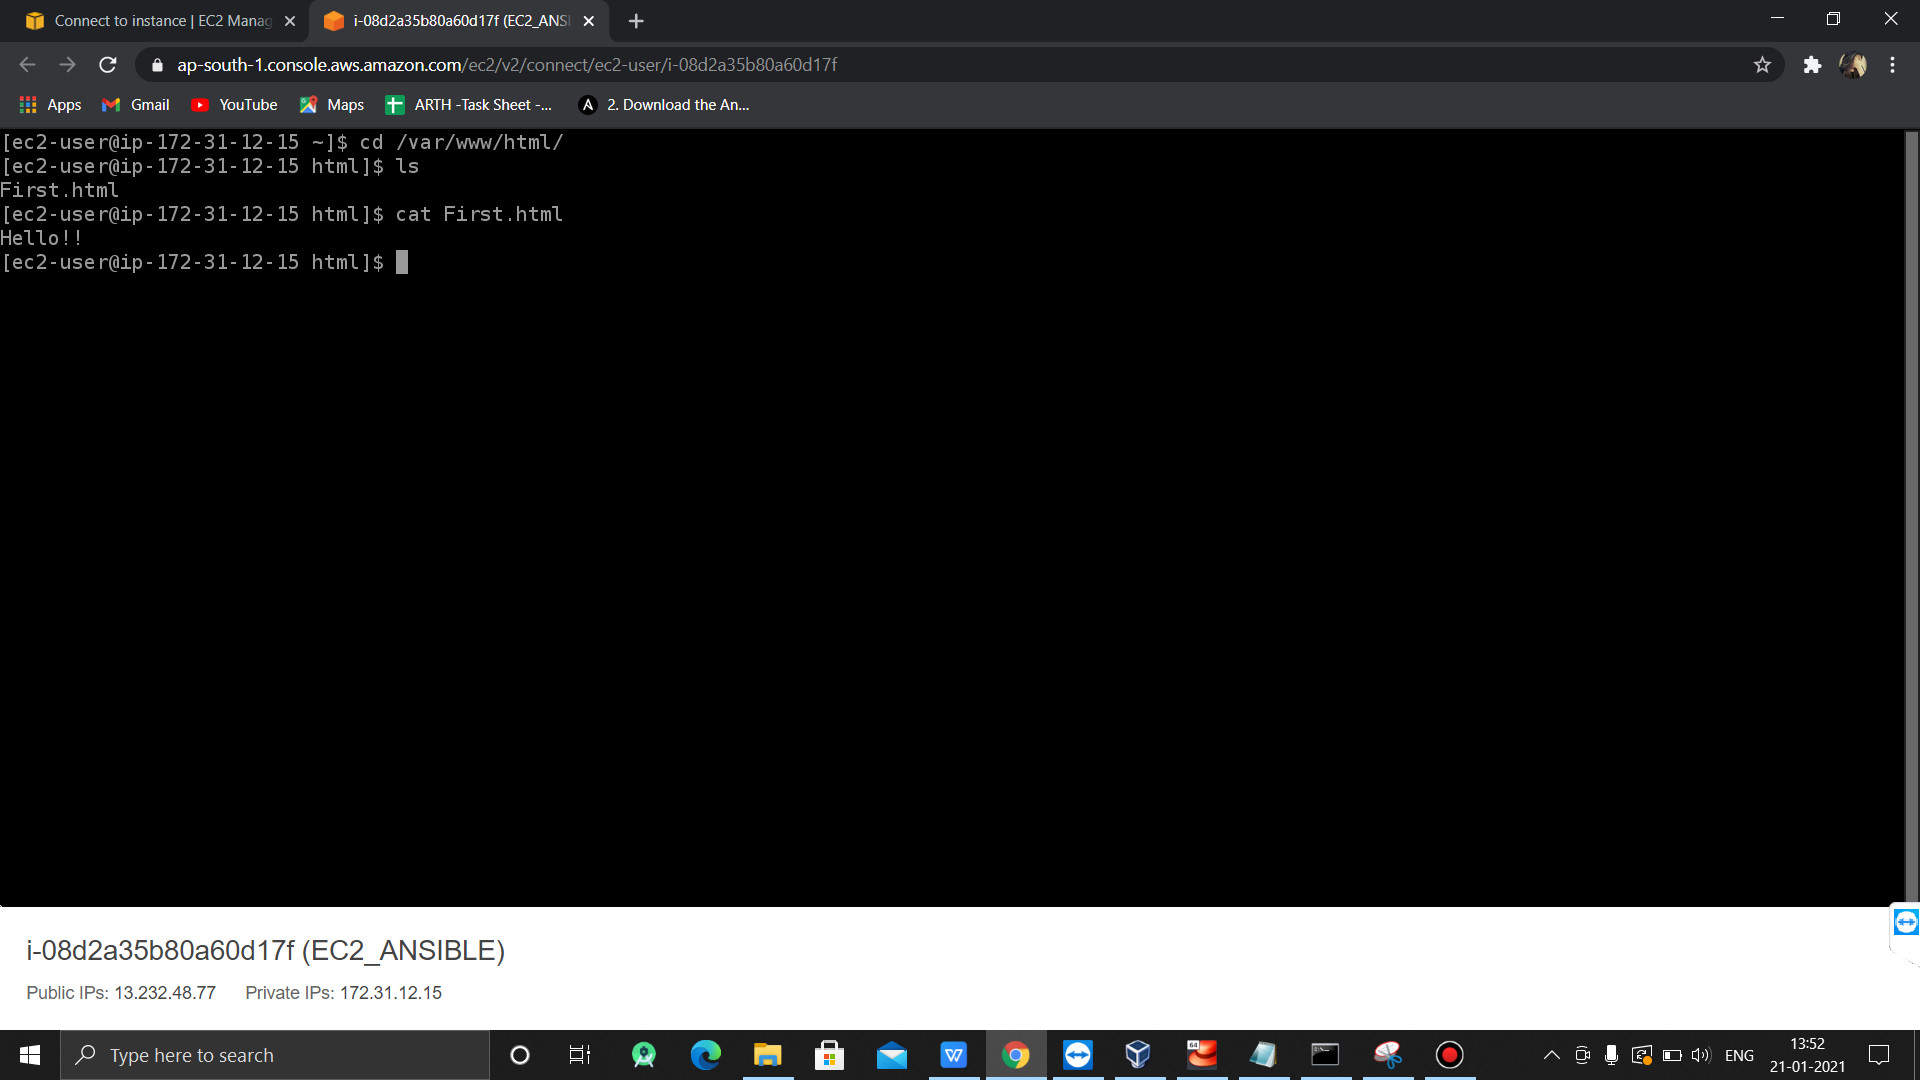 Connect to instance | EC2 Manag
i-08d2a35b80a60d17f (EC2_ANSI
ap-south-1.console.aws.amazon.com/ec2/v2/connect/ec2-user/i-08d2a35b80a60d17f
Apps
Gmail
YouTube
Maps
ARTH -Task Sheet -...
A
2. Download the An...
[ec2-user@ip-172-31-12-15 ~]$ cd /var/www/html/
[ec2-user@ip-172-31-12-15 html]$ ls
First.html
[ec2-user@ip-172-31-12-15 html]$ cat First.html
Hello!!
[ec2-user@ip-172-31-12-15 html]$
i-08d2a35b80a60d17f (EC2_ANSIBLE)
Public IPs: 13.232.48.77 Private IPs: 172.31.12.15
Type here to search
W
64
ENG
13:52
21-01-2021